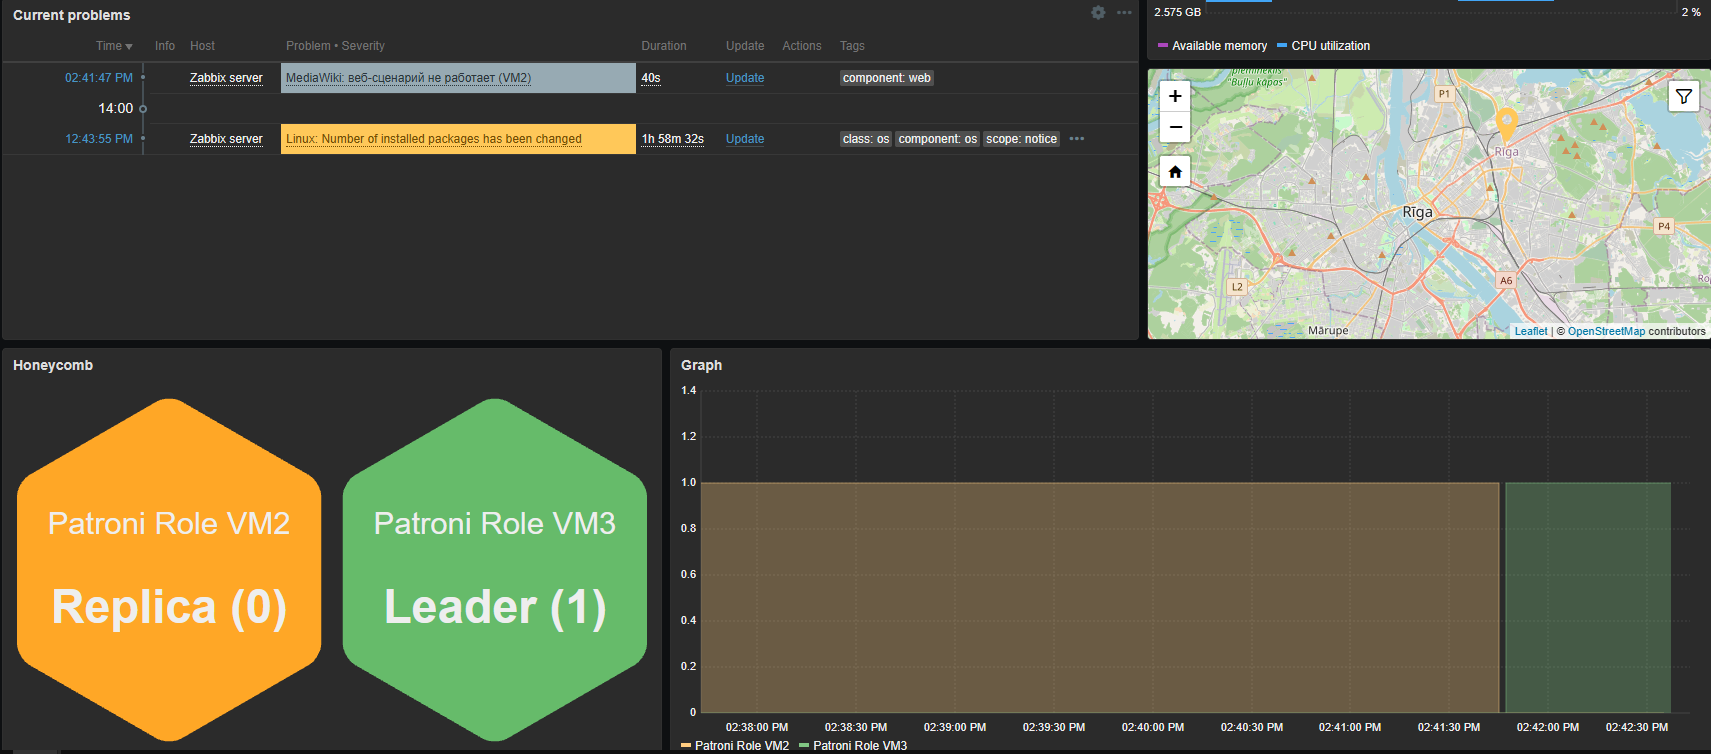 Current problems
Time ▼ Info Host Problem • Severity Duration Update Actions Tags
02:41:47 PM Zabbix server MediaWiki: веб-сценарий не работает (VM2) 40s Update component: web
14:00
12:43:55 PM Zabbix server Linux: Number of installed packages has been changed 1h 58m 32s Update class: os component: os scope: notice •••
2.575 GB 2 %
Available memory CPU utilization
piemineklis
"Buļļu kāpas"
P1
+
−
Rīga
Rīga
P4
L2
A6
Mārupe
Leaflet | © OpenStreetMap contributors
Honeycomb
Patroni Role VM2
Replica (0)
Patroni Role VM3
Leader (1)
Graph
1.4
1.2
1.0
0.8
0.6
0.4
0.2
0
02:38:00 PM 02:38:30 PM 02:39:00 PM 02:39:30 PM 02:40:00 PM 02:40:30 PM 02:41:00 PM 02:41:30 PM 02:42:00 PM 02:42:30 PM
Patroni Role VM2 Patroni Role VM3